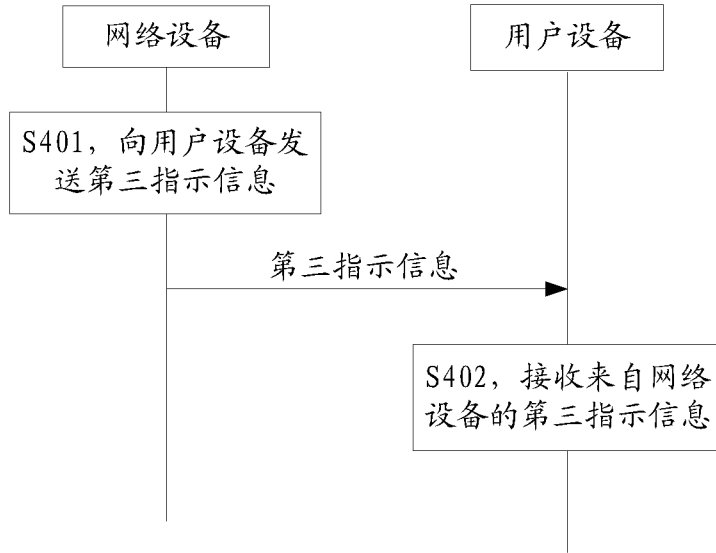 网络设备
用户设备
S401，向用户设备发
送第三指示信息
第三指示信息
S402，接收来自网络
设备的第三指示信息